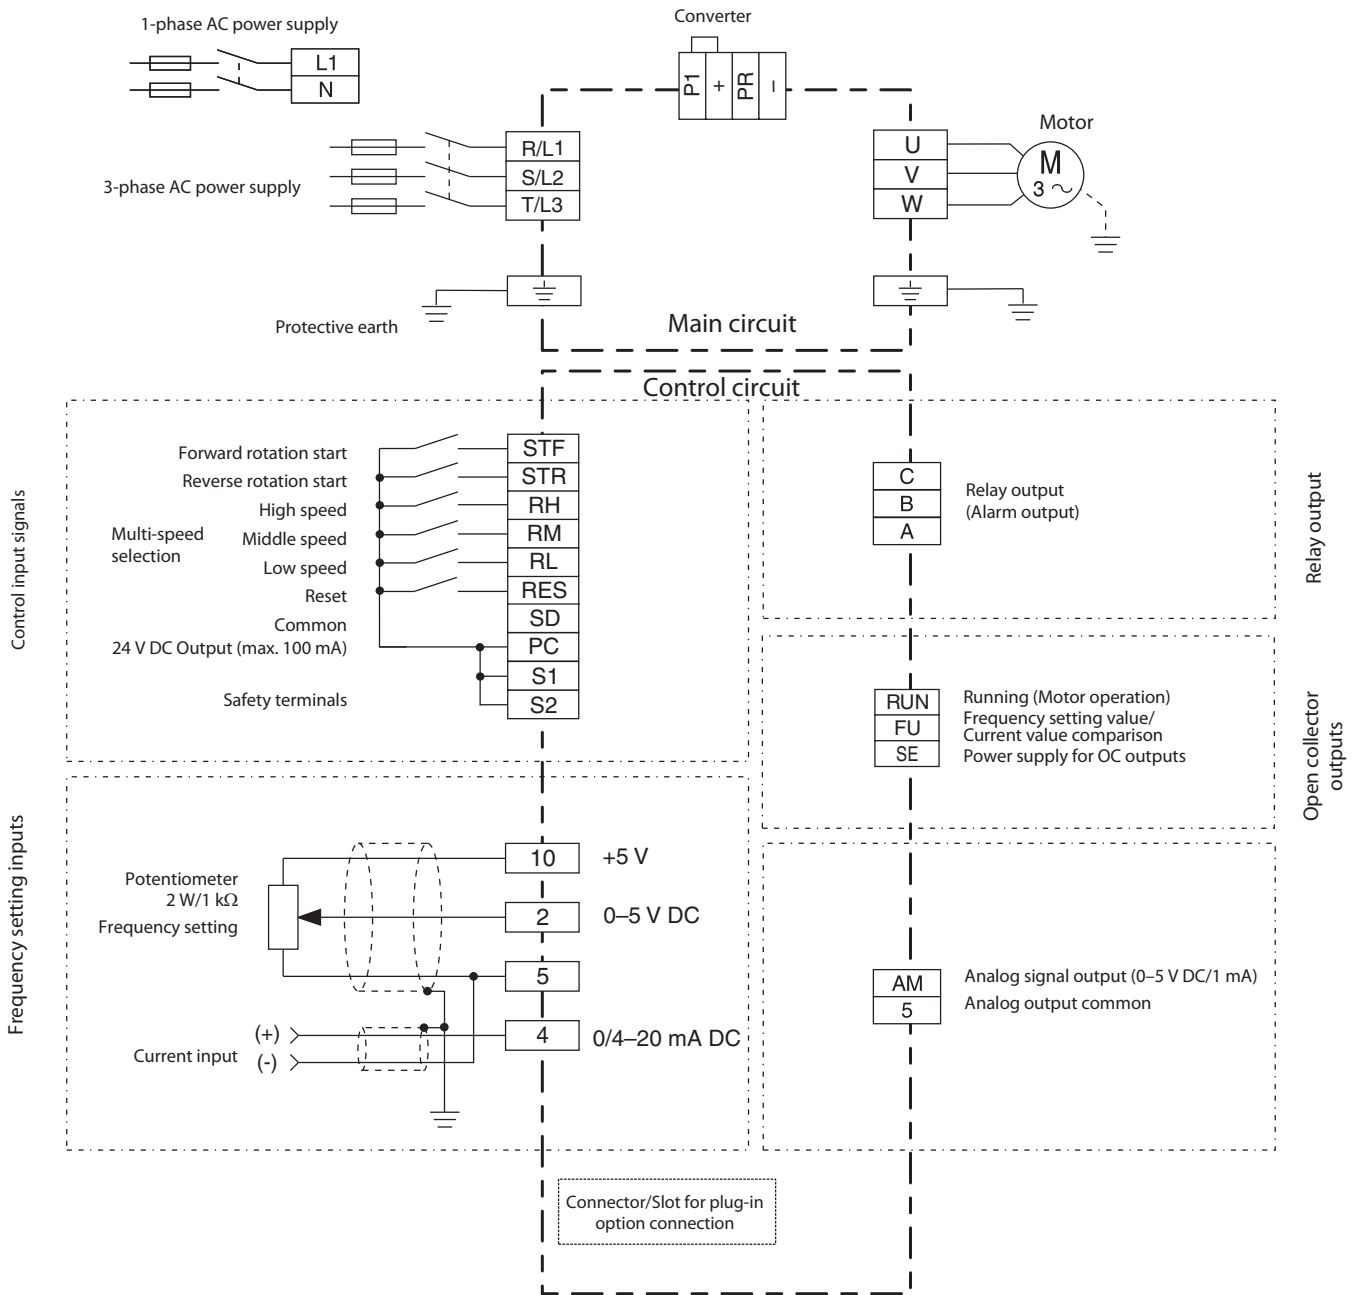 1-phase AC power supply
L1
N
Converter
P1
+
PR
–
3-phase AC power supply
R/L1
S/L2
T/L3
U
V
W
Motor
M
3 ~
Protective earth
Main circuit
Control circuit
Control input signals
Forward rotation start
Reverse rotation start
Multi-speed
selection
High speed
Middle speed
Low speed
Reset
Common
24 V DC Output (max. 100 mA)
Safety terminals
STF
STR
RH
RM
RL
RES
SD
PC
S1
S2
C
B
A
Relay output
(Alarm output)
Relay output
RUN
FU
SE
Running (Motor operation)
Frequency setting value/
Current value comparison
Power supply for OC outputs
Open collector
outputs
Frequency setting inputs
Potentiometer
2 W/1 kΩ
Frequency setting
10
+5 V
2
0–5 V DC
5
4
0/4–20 mA DC
Current input
(+)
(-)
AM
5
Analog signal output (0–5 V DC/1 mA)
Analog output common
Connector/Slot for plug-in
option connection